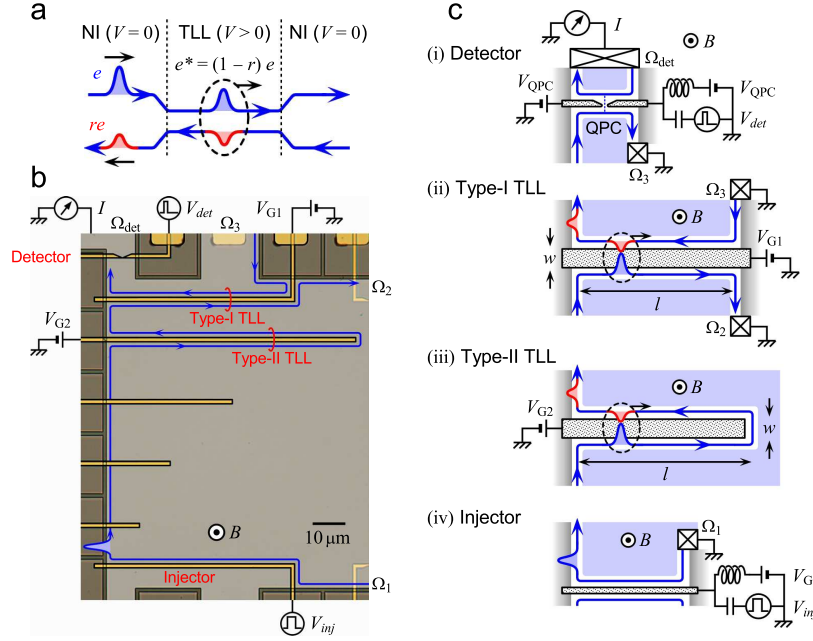 a
NI (V = 0) TLL (V > 0) NI (V = 0)
e* = (1 – r) e
e
re
b
I
V_det
Ω_det
Ω_3
V_G1
Detector
Ω_2
Type-I TLL
V_G2
Type-II TLL
B
10 μm
Injector
Ω_1
V_inj
c
I
B
(i) Detector
Ω_det
V_QPC
V_QPC
V_det
QPC
Ω_3
(ii) Type-I TLL
Ω_3
B
V_G1
w
l
Ω_2
(iii) Type-II TLL
B
V_G2
w
l
(iv) Injector
Ω_1
B
V_G
V_inj